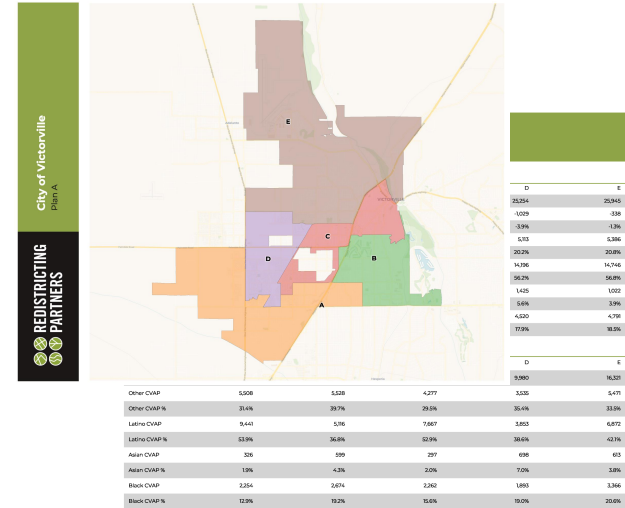 City of Victorville
Plan A
REDISTRICTING
PARTNERS
E
C
D
B
A
VICTORVILLE
D E
25,254 25,945
-1,029 -338
-3.9% -1.3%
5,113 5,386
20.2% 20.8%
14,196 14,746
56.2% 56.8%
1,425 1,022
5.6% 3.9%
4,520 4,791
17.9% 18.5%
D E
9,980 16,321
Other CVAP 5,508 5,528 4,277 3,535 5,471
Other CVAP % 31.4% 39.7% 29.5% 35.4% 33.5%
Latino CVAP 9,441 5,116 7,667 3,853 6,872
Latino CVAP % 53.9% 36.8% 52.9% 38.6% 42.1%
Asian CVAP 326 599 297 698 613
Asian CVAP % 1.9% 4.3% 2.0% 7.0% 3.8%
Black CVAP 2,254 2,674 2,262 1,893 3,366
Black CVAP % 12.9% 19.2% 15.6% 19.0% 20.6%